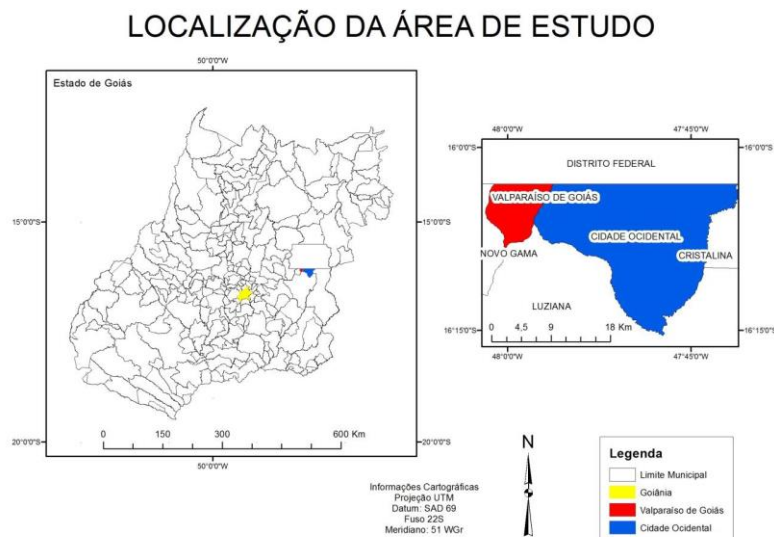 LOCALIZAÇÃO DA ÁREA DE ESTUDO
50°0'0"W
Estado de Goiás
15°0'0"S
15°0'0"S
20°0'0"S
20°0'0"S
0 150 300 600 Km
50°0'0"W
48°0'0"W 47°45'0"W
16°0'0"S
16°0'0"S
DISTRITO FEDERAL
VALPARAÍSO DE GOIÁS
CIDADE OCIDENTAL
NOVO GAMA
CRISTALINA
LUZIANA
0 4.5 9 18 Km
16°15'0"S
16°15'0"S
48°0'0"W 47°45'0"W
Informações Cartográficas
Projeção UTM
Datum: SAD 69
Fuso 22S
Meridiano: 51 WGr
N
Legenda
Limite Municipal
Goiânia
Valparaíso de Goiás
Cidade Ocidental